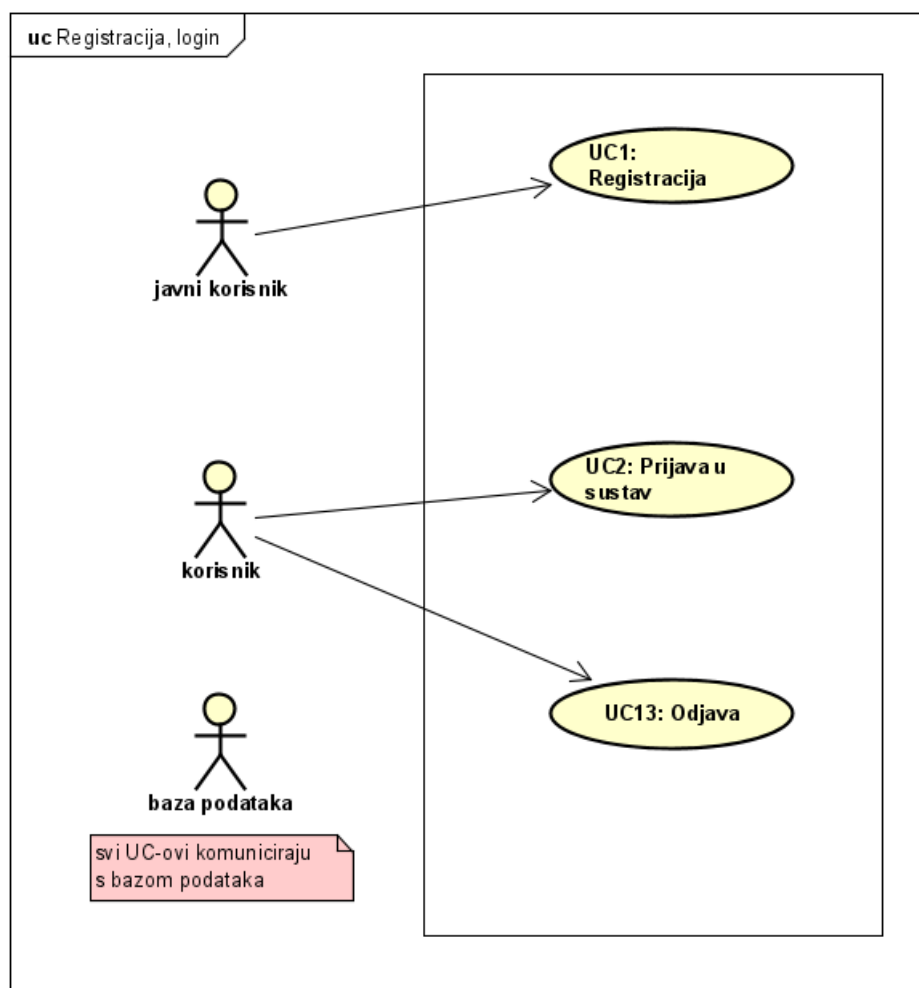 uc Registracija, login
UC1:
Registracija
javni korisnik
UC2: Prijava u
sustav
korisnik
UC13: Odjava
baza podataka
svi UC-ovi komuniciraju
s bazom podataka